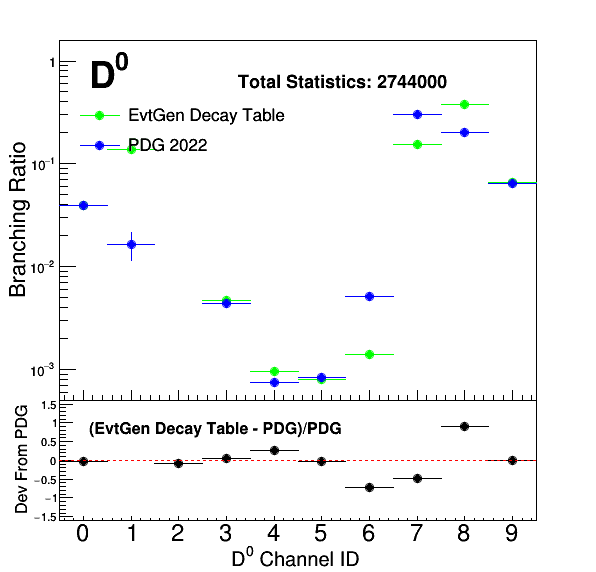 D0
Total Statistics: 2744000
EvtGen Decay Table
PDG 2022
Branching Ratio
1
10−1
10−2
10−3
(EvtGen Decay Table - PDG)/PDG
Dev From PDG
1.5
1
0.5
0
−0.5
−1
−1.5
0 1 2 3 4 5 6 7 8 9
D0 Channel ID